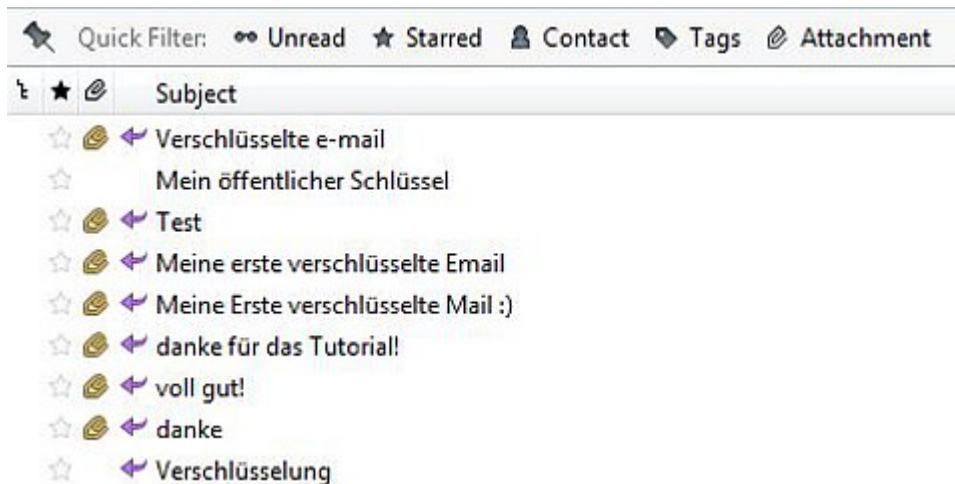 Quick Filter: Unread Starred Contact Tags Attachment
Subject
Verschlüsselte e-mail
Mein öffentlicher Schlüssel
Test
Meine erste verschlüsselte Email
Meine Erste verschlüsselte Mail :)
danke für das Tutorial!
voll gut!
danke
Verschlüsselung